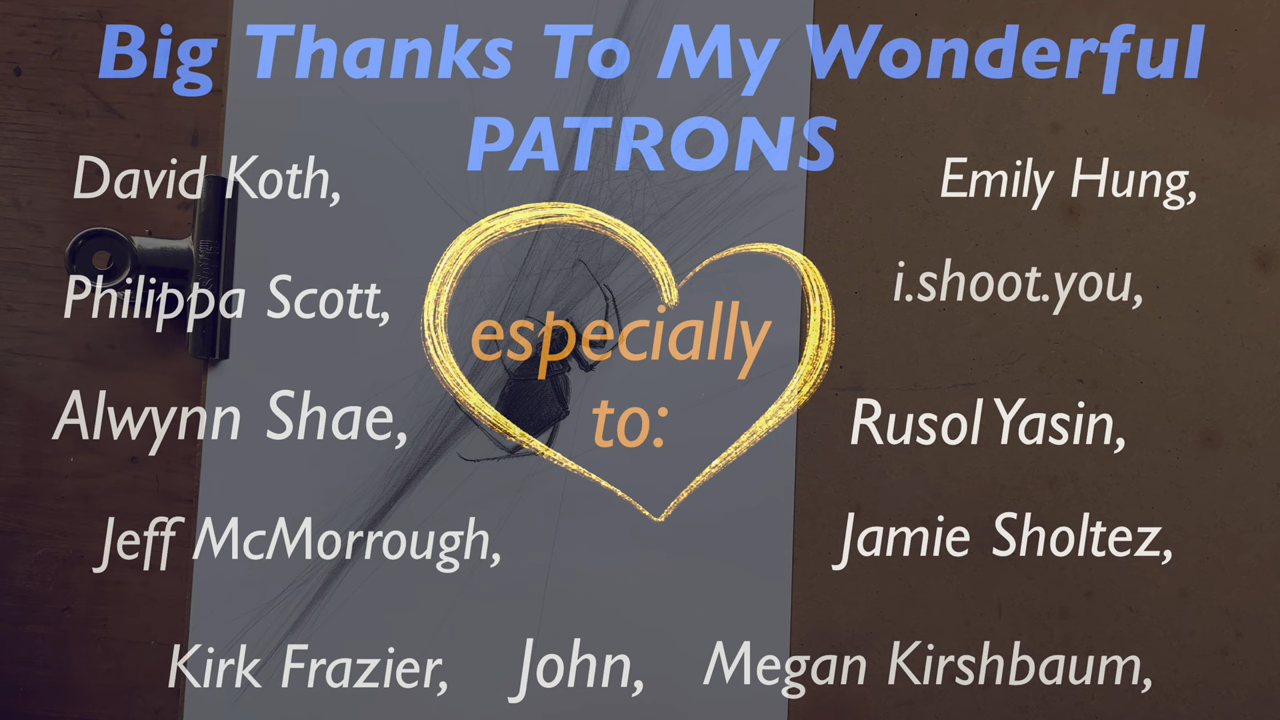 Big Thanks To My Wonderful
PATRONS
David Koth,
Emily Hung,
Philippa Scott,
i.shoot.you,
especially
to:
Alwynn Shae,
Rusol Yasin,
Jeff McMorrough,
Jamie Sholtez,
Kirk Frazier, John, Megan Kirshbaum,